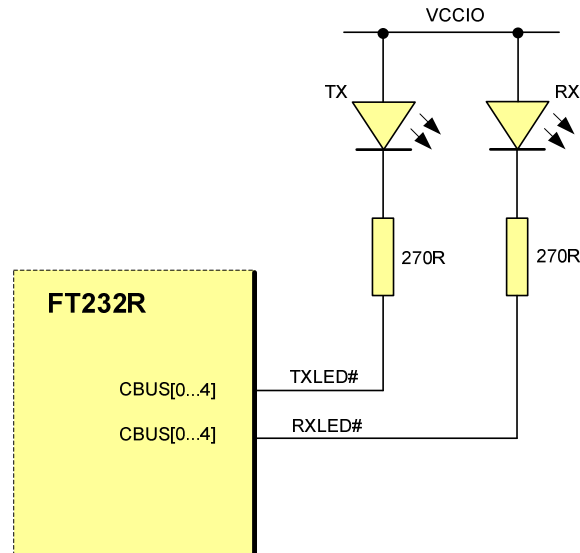 VCCIO
TX
RX
270R
270R
FT232R
TXLED#
CBUS[0...4]
RXLED#
CBUS[0...4]